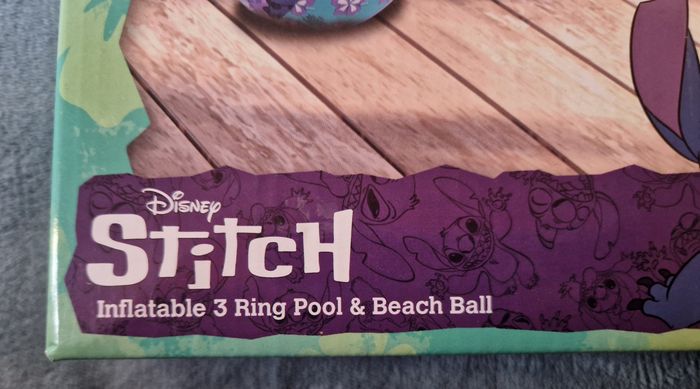 Disney
Stitch
Inflatable 3 Ring Pool & Beach Ball